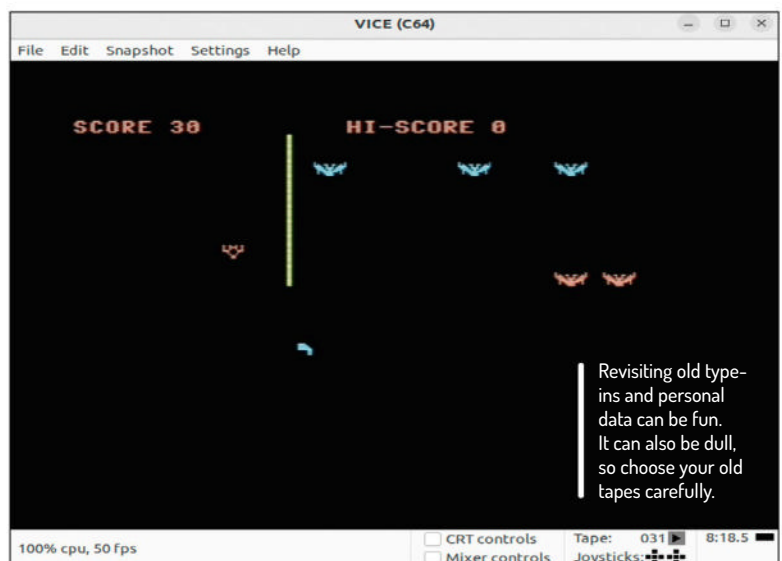 VICE (C64)
File Edit Snapshot Settings Help
SCORE 30 HI-SCORE 0
Revisiting old type-
ins and personal
data can be fun.
It can also be dull,
so choose your old
tapes carefully.
100% cpu, 50 fps
CRT controls
Mixer controls
Tape: 031
Joysticks:
8:18.5